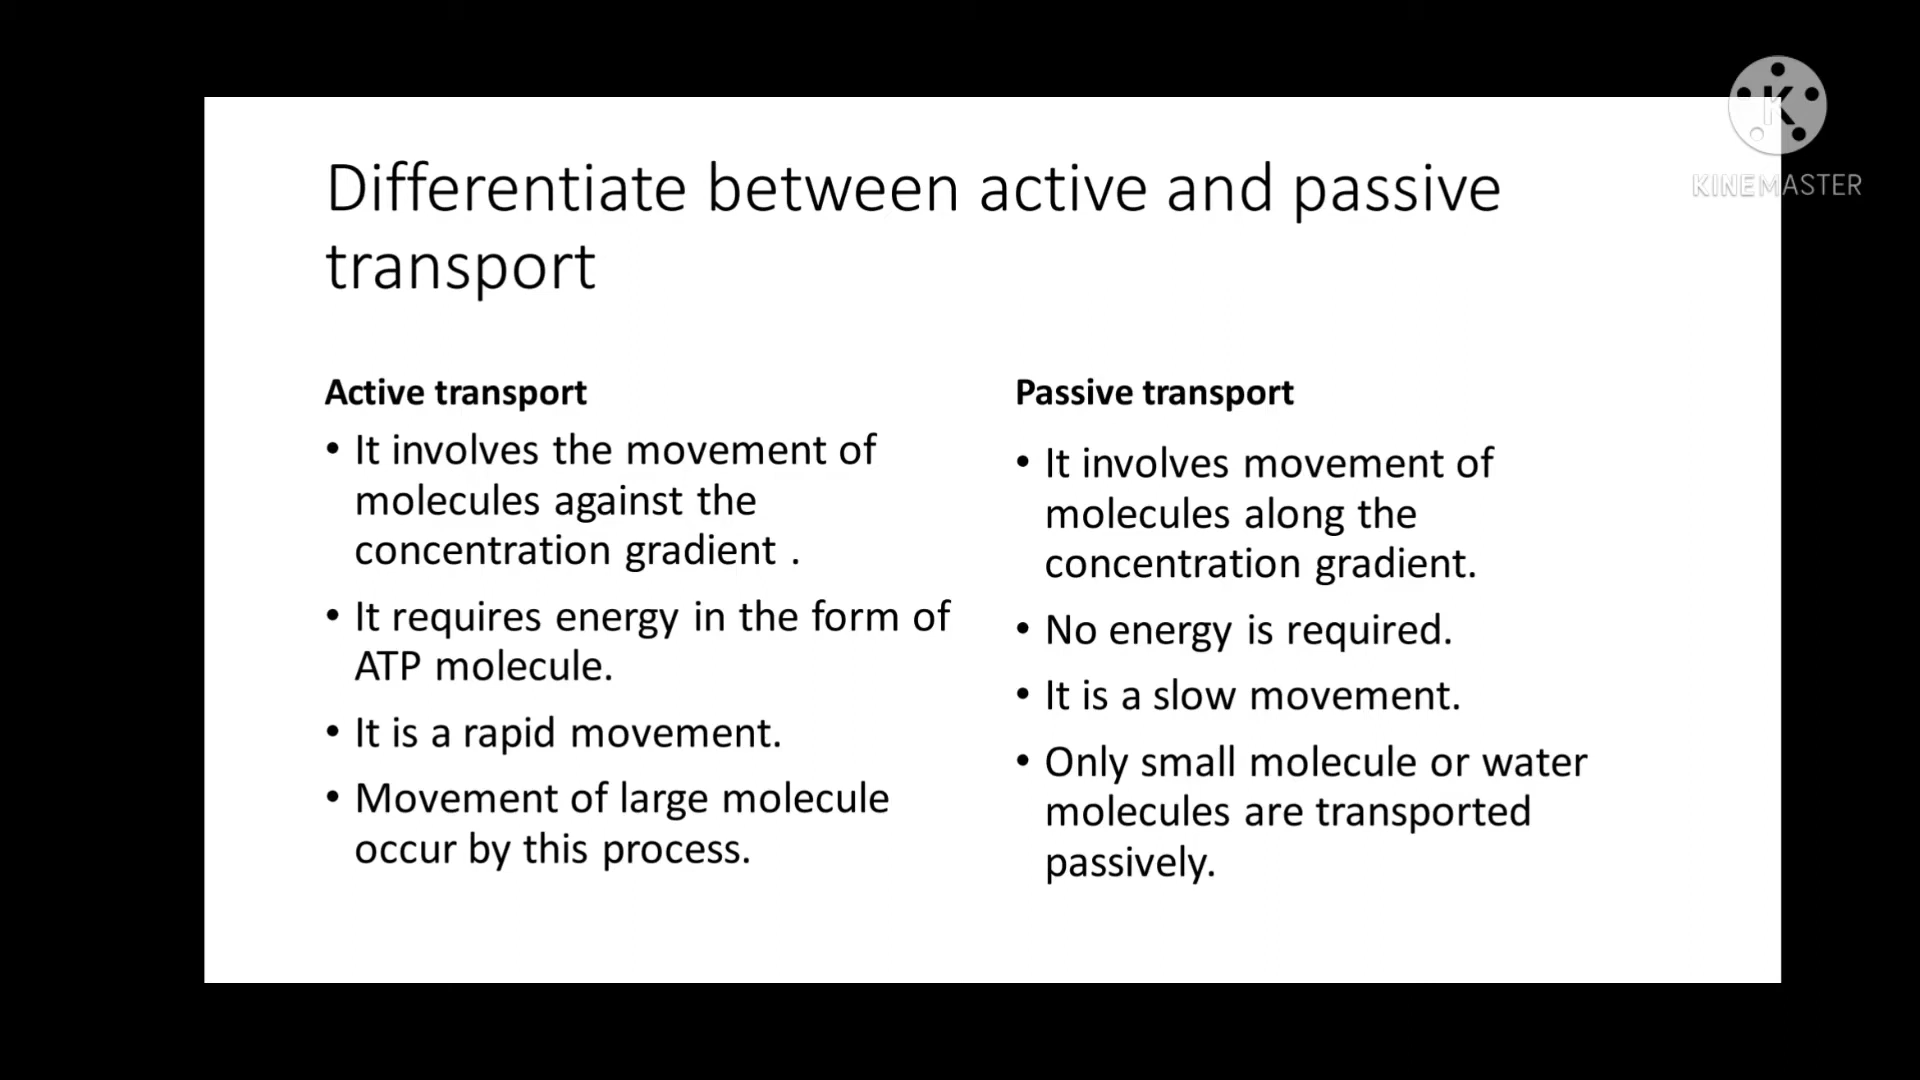 K
KINEMASTER
Differentiate between active and passive
transport
Active transport
• It involves the movement of
molecules against the
concentration gradient .
• It requires energy in the form of
ATP molecule.
• It is a rapid movement.
• Movement of large molecule
occur by this process.
Passive transport
• It involves movement of
molecules along the
concentration gradient.
• No energy is required.
• It is a slow movement.
• Only small molecule or water
molecules are transported
passively.